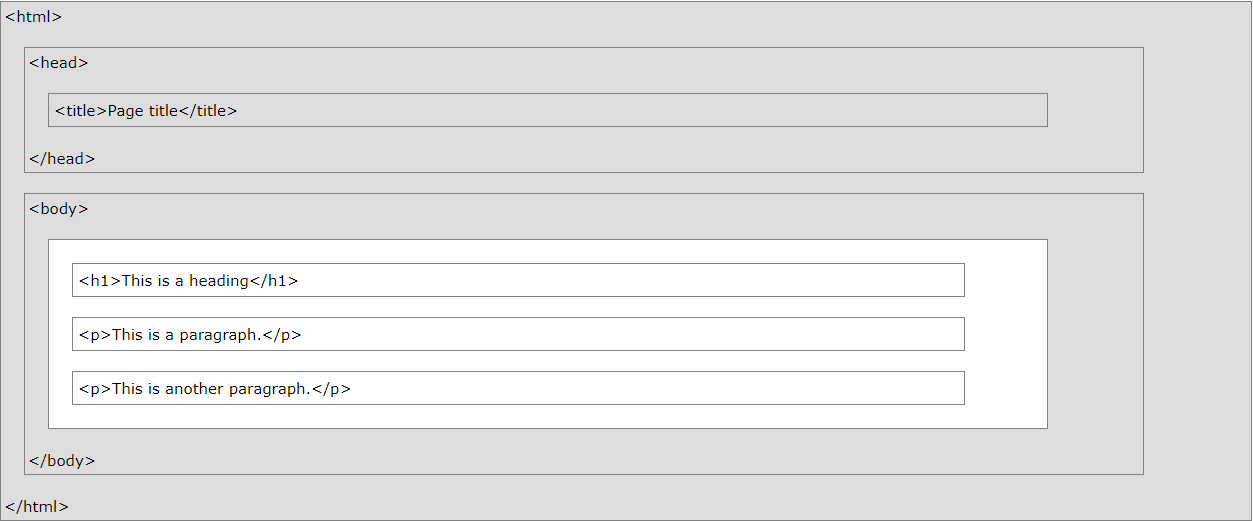 <html>
<head>
<title>Page title</title>
</head>
<body>
<h1>This is a heading</h1>
<p>This is a paragraph.</p>
<p>This is another paragraph.</p>
</body>
</html>